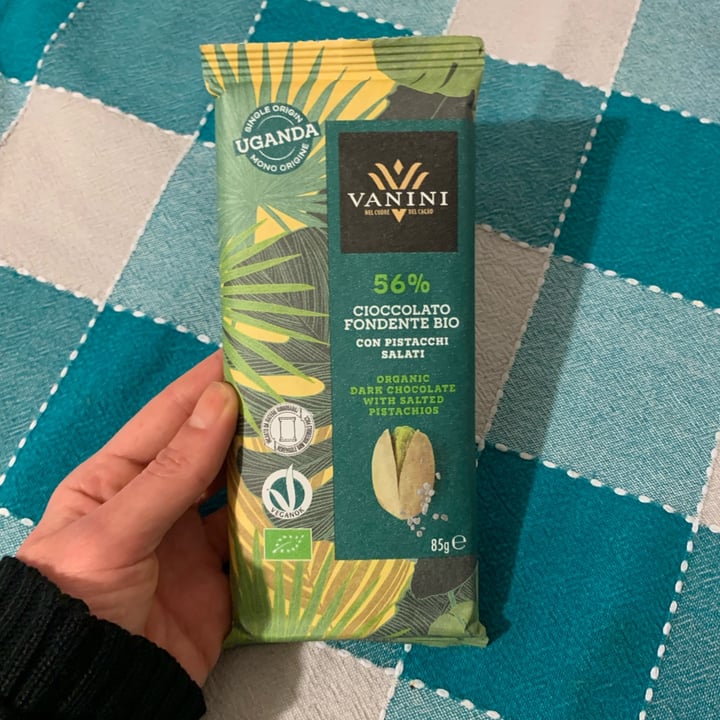 SINGLE ORIGIN
UGANDA
MONO ORIGINE
VANINI
NEL CUORE DEL CACAO
56%
CIOCCOLATO
FONDENTE BIO
CON PISTACCHI
SALATI
ORGANIC
DARK CHOCOLATE
WITH SALTED
PISTACHIOS
VEGANOK
85g ℮